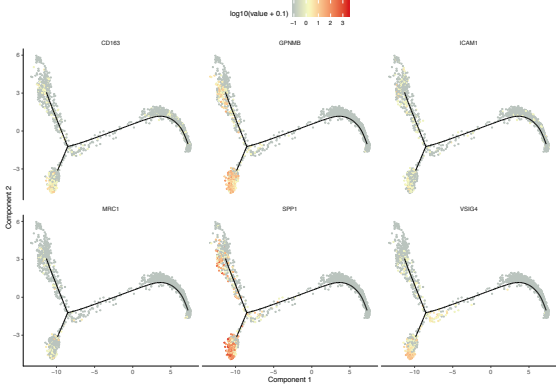 log10(value + 0.1)
−1 0 1 2 3
CD163 GPNMB ICAM1
6
3
0
−3
MRC1 SPP1 VSIG4
6
3
0
−3
−10 −5 0 5 −10 −5 0 5 −10 −5 0 5
Component 1
Component 2